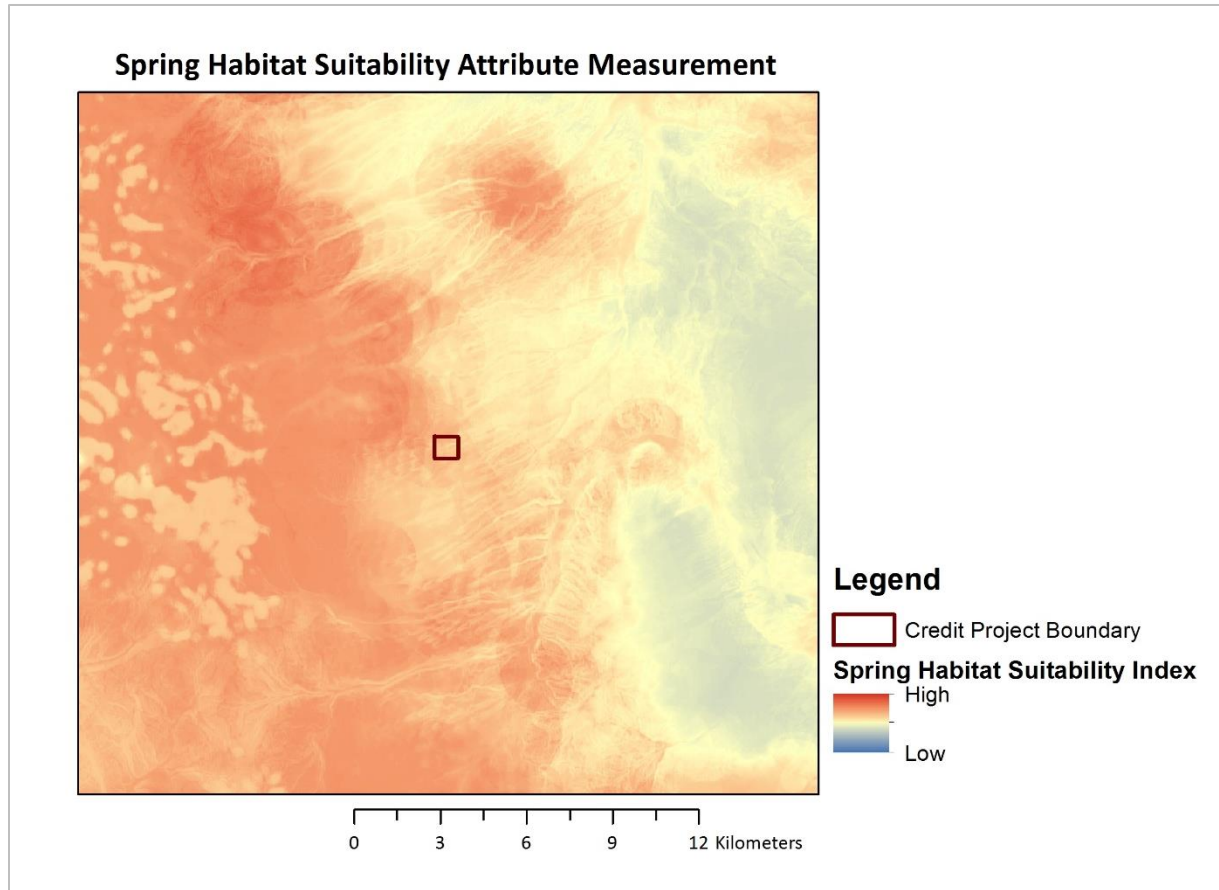 Spring Habitat Suitability Attribute Measurement
Legend
Credit Project Boundary
Spring Habitat Suitability Index
High
Low
0 3 6 9 12 Kilometers